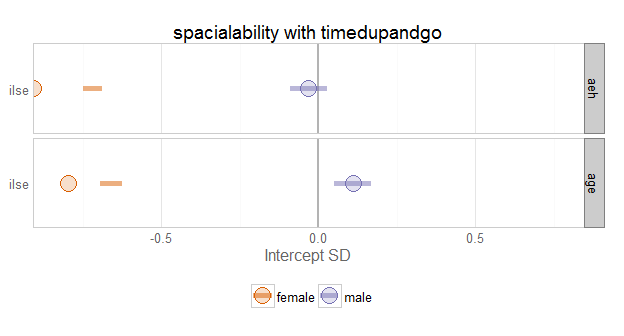 spacialability with timedupandgo
ilse
aeh
ilse
age
-0.5 0.0 0.5
Intercept SD
female male